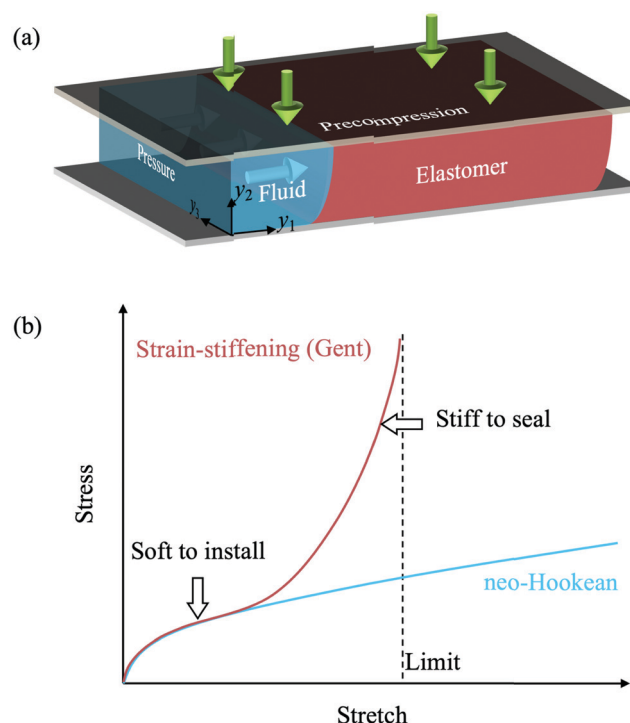 (a)
Precompression
Pressure
Fluid
Elastomer
y2
y3
y1
(b)
Strain-stiffening (Gent)
Stiff to seal
Soft to install
neo-Hookean
Limit
Stress
Stretch